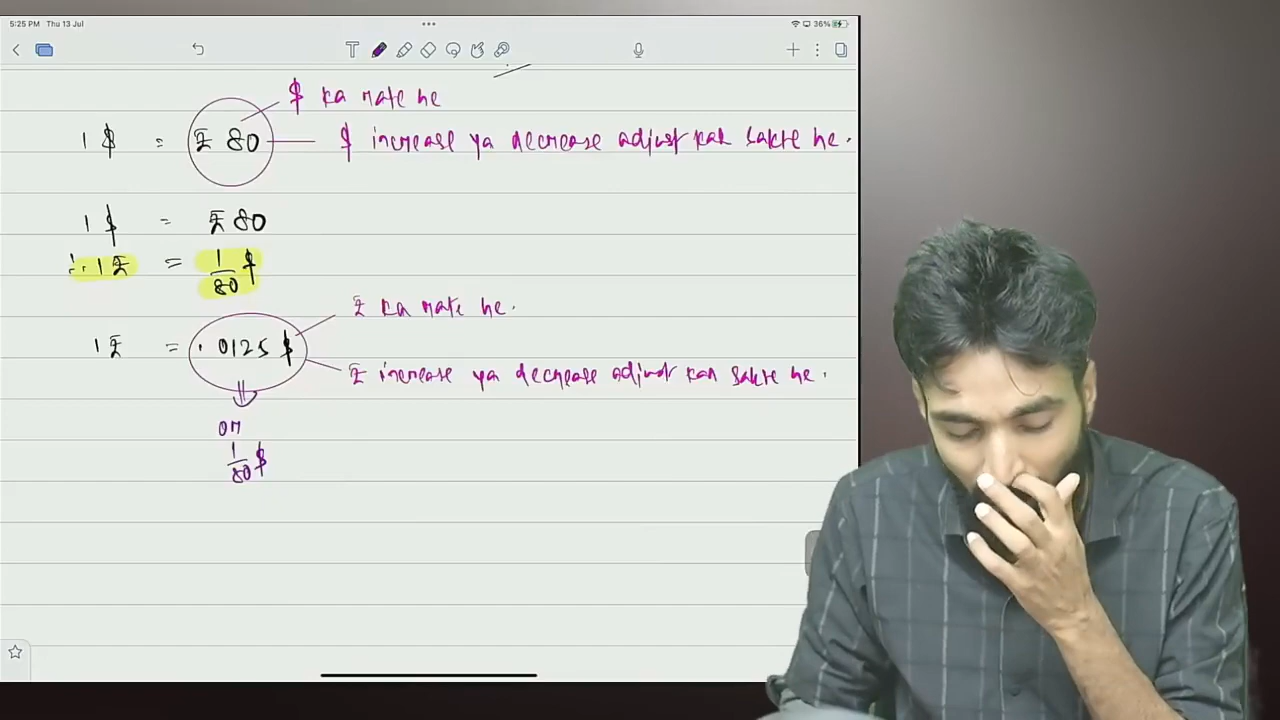 5:25 PM Thu 13 Jul
36%
$ ka rate he
1 $ = ₹ 80
$ increase ya decrease adjust kar sakte he.
1 $ = ₹ 80
∴ 1 ₹ = 1/80 $
₹ ka rate he.
1 ₹ = .0125 $
₹ increase ya decrease adjust kar sakte he.
or
1/80 $